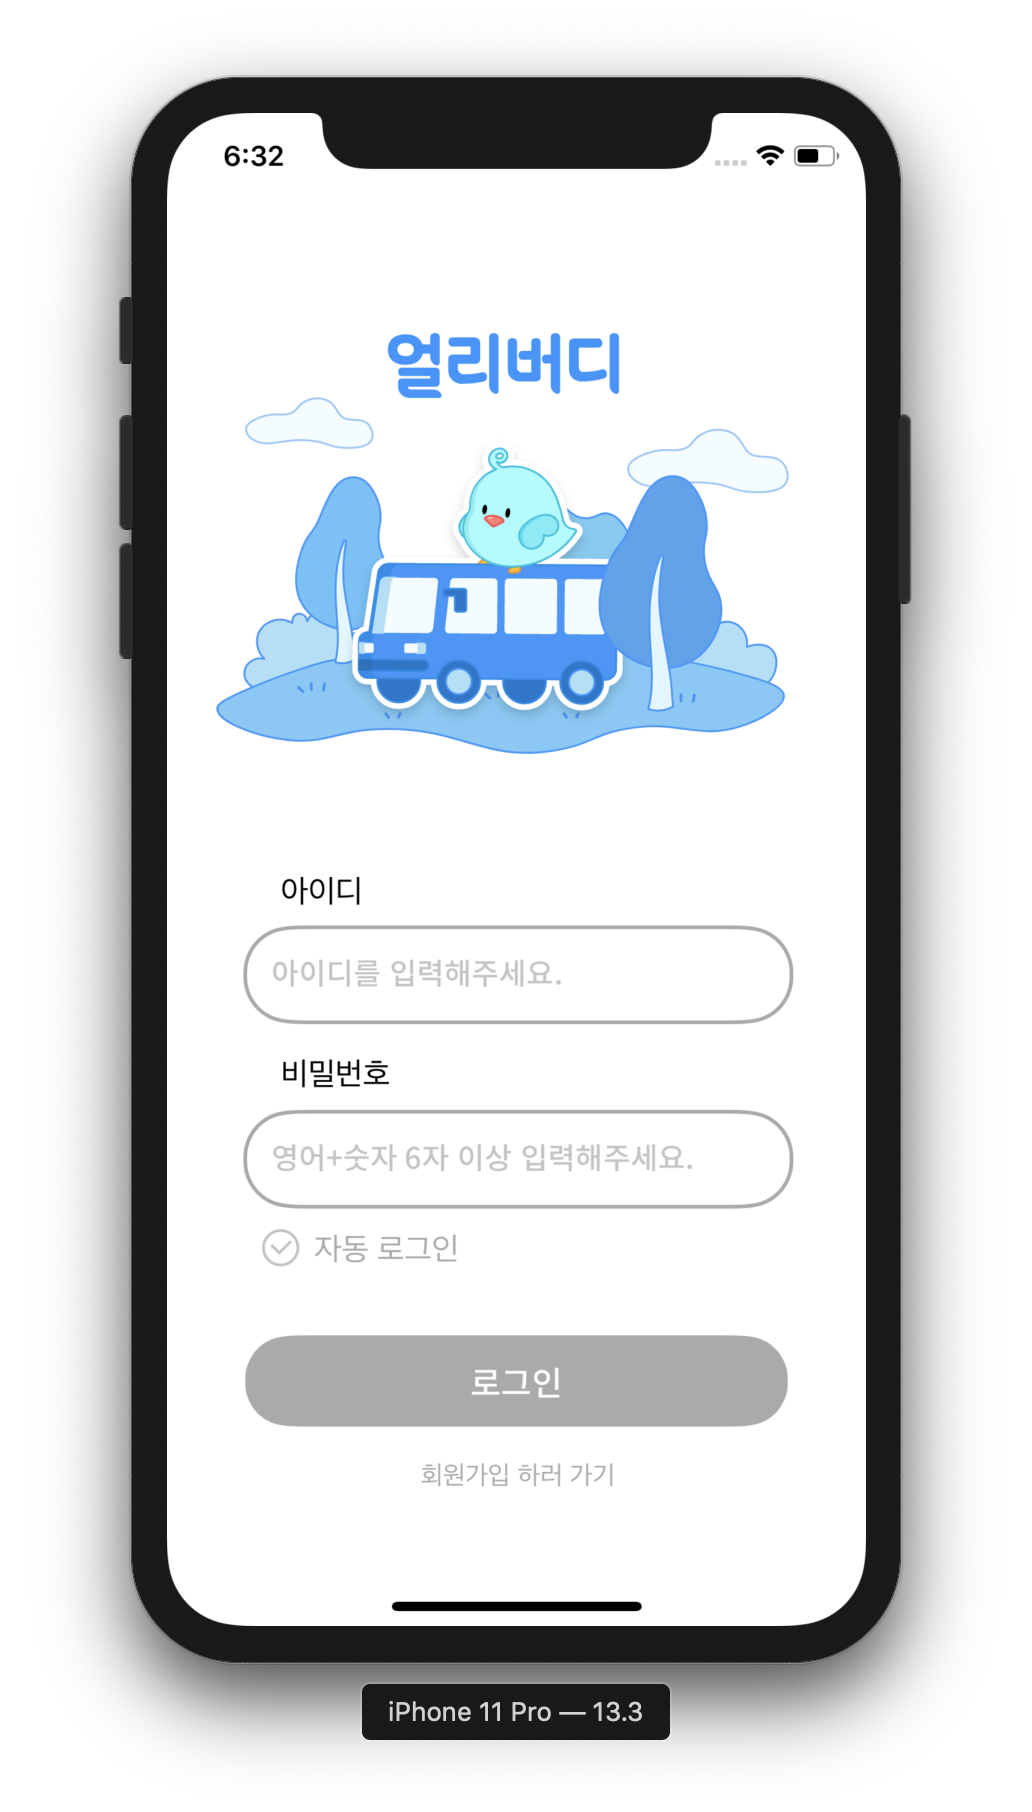 6:32
얼리버디
아이디
아이디를 입력해주세요.
비밀번호
영어+숫자 6자 이상 입력해주세요.
자동 로그인
로그인
회원가입 하러 가기
iPhone 11 Pro — 13.3